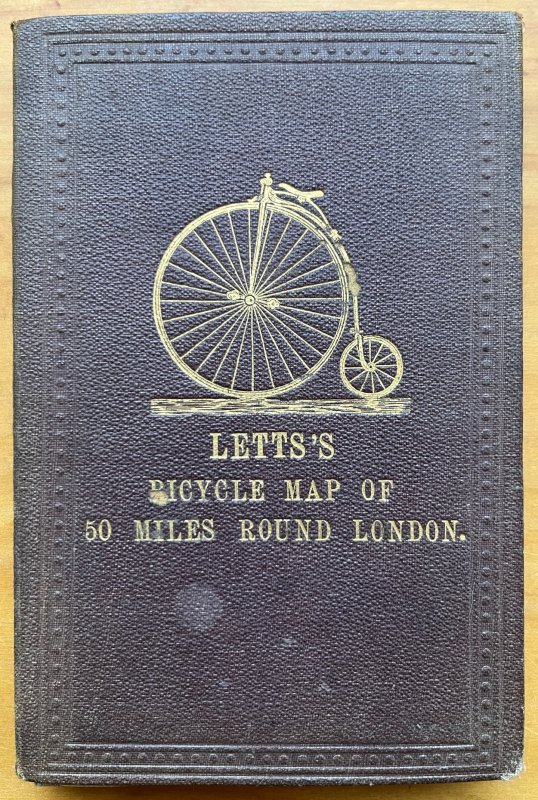 LETTS'S
BICYCLE MAP OF
50 MILES ROUND LONDON.